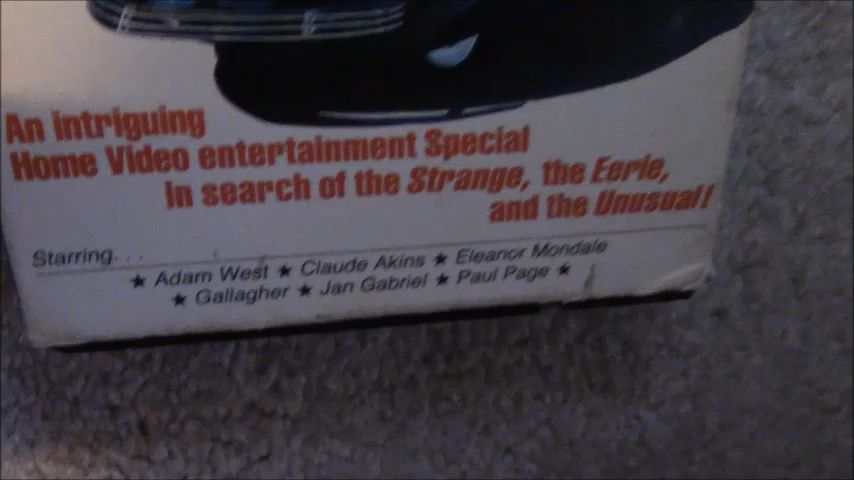 An intriguing
Home Video entertainment Special
in search of the Strange, the Eerie,
and the Unusual!
Starring...
★ Adam West ★ Claude Akins ★ Eleanor Mondale
★ Gallagher ★ Jan Gabriel ★ Paul Page ★